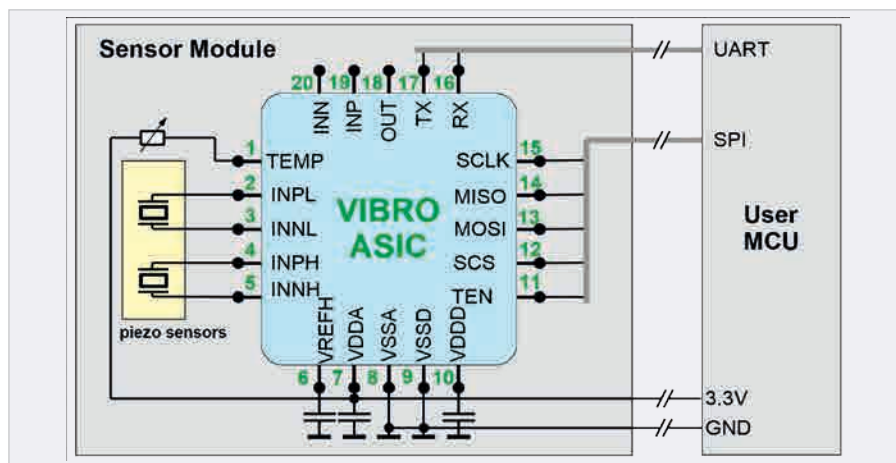 Sensor Module
UART
SPI
User
MCU
3.3V
GND
20 19 18 17 16
INN INP OUT TX RX
1 TEMP
2 INPL
3 INNL
4 INPH
5 INNH
VIBRO
ASIC
SCLK 15
MISO 14
MOSI 13
SCS 12
TEN 11
VREFH VDDA VSSA VSSD VDDD
6 7 8 9 10
piezo sensors